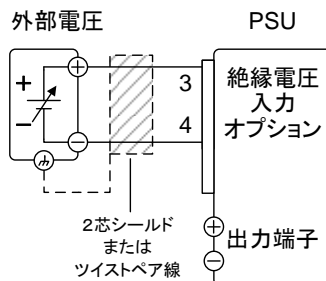 外部電圧
PSU
+
−
+
−
3
4
絶縁電圧
入力
オプション
2芯シールド
または
ツイストペア線
+
出力端子
−